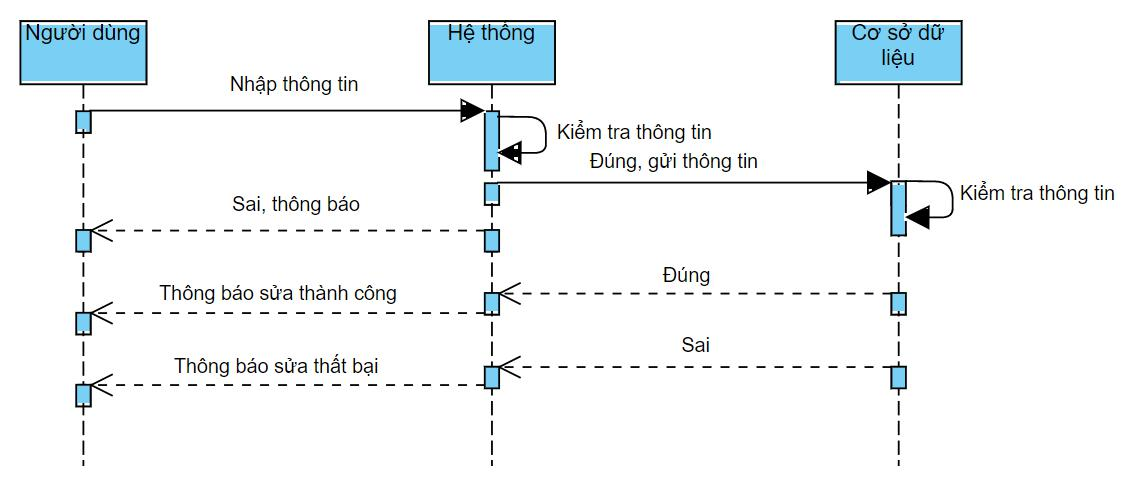 Người dùng
Hệ thông
Cơ sở dữ
liệu
Nhập thông tin
Kiểm tra thông tin
Đúng, gửi thông tin
Kiểm tra thông tin
Sai, thông báo
Đúng
Thông báo sửa thành công
Sai
Thông báo sửa thất bại